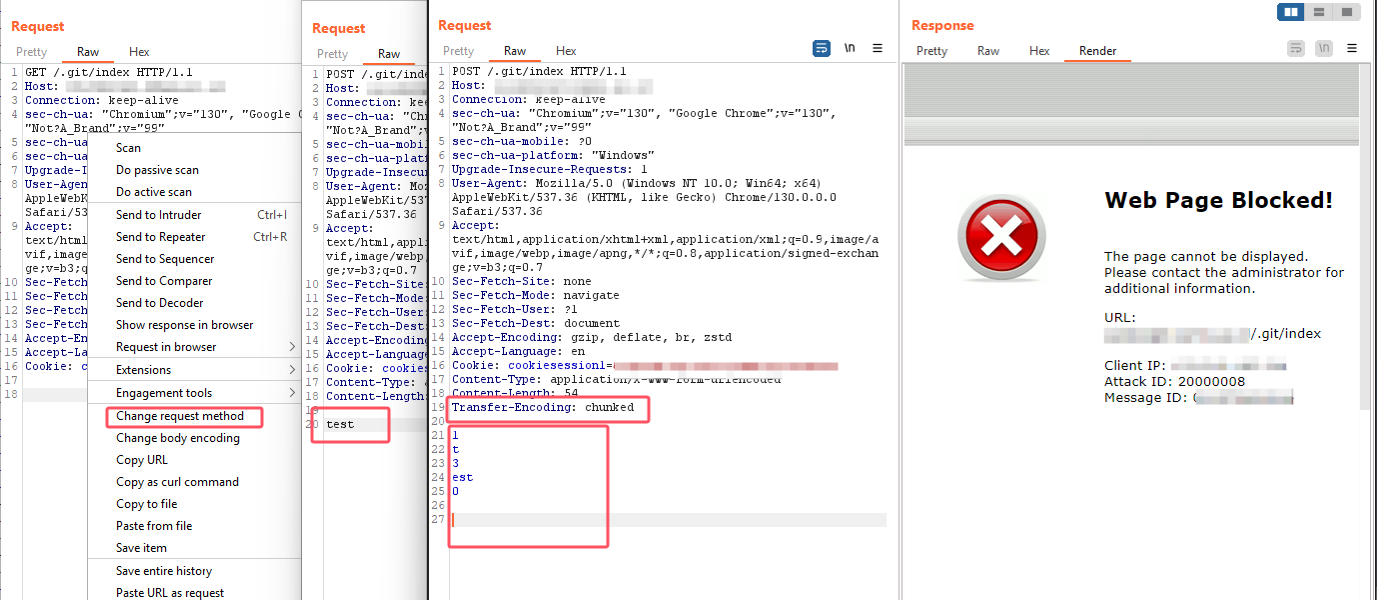 Request
Pretty Raw Hex
1 GET /.git/index HTTP/1.1
2 Host:
3 Connection: keep-alive
4 sec-ch-ua: "Chromium";v="130", "Google C
"Not?A_Brand";v="99"
5 sec-ch-ua
6 sec-ch-ua
7 Upgrade-I
8 User-Agen
AppleWebK
Safari/53
9 Accept:
text/html
vif,image
ge;v=b3;q
10 Sec-Fetch
11 Sec-Fetch
12 Sec-Fetch
13 Sec-Fetch
14 Accept-En
15 Accept-La
16 Cookie: c
17
18
Scan
Do passive scan
Do active scan
Send to Intruder Ctrl+I
Send to Repeater Ctrl+R
Send to Sequencer
Send to Comparer
Send to Decoder
Show response in browser
Request in browser
Extensions
Engagement tools
Change request method
Change body encoding
Copy URL
Copy as curl command
Copy to file
Paste from file
Save item
Save entire history
Paste URL as request
Request
Pretty Raw
1 POST /.git/inde
2 Host:
3 Connection: kee
4 sec-ch-ua: "Chr
"Not?A_Brand";v
5 sec-ch-ua-mobil
6 sec-ch-ua-platf
7 Upgrade-Insecur
8 User-Agent: Moz
AppleWebKit/537
Safari/537.36
9 Accept:
text/html,appli
vif,image/webp,
ge;v=b3;q=0.7
10 Sec-Fetch-Site:
11 Sec-Fetch-Mode:
12 Sec-Fetch-User:
13 Sec-Fetch-Dest:
14 Accept-Encoding
15 Accept-Language
16 Cookie: cookies
17 Content-Type: a
18 Content-Length:
19
20 test
Request
Pretty Raw Hex \n
1 POST /.git/index HTTP/1.1
2 Host:
3 Connection: keep-alive
4 sec-ch-ua: "Chromium";v="130", "Google Chrome";v="130",
"Not?A_Brand";v="99"
5 sec-ch-ua-mobile: ?0
6 sec-ch-ua-platform: "Windows"
7 Upgrade-Insecure-Requests: 1
8 User-Agent: Mozilla/5.0 (Windows NT 10.0; Win64; x64)
AppleWebKit/537.36 (KHTML, like Gecko) Chrome/130.0.0.0
Safari/537.36
9 Accept:
text/html,application/xhtml+xml,application/xml;q=0.9,image/a
vif,image/webp,image/apng,*/*;q=0.8,application/signed-exchan
ge;v=b3;q=0.7
10 Sec-Fetch-Site: none
11 Sec-Fetch-Mode: navigate
12 Sec-Fetch-User: ?1
13 Sec-Fetch-Dest: document
14 Accept-Encoding: gzip, deflate, br, zstd
15 Accept-Language: en
16 Cookie: cookiesession1=
17 Content-Type: application/x-www-form-urlencoded
18 Content-Length: 54
19 Transfer-Encoding: chunked
20
21 1
22 t
23 3
24 est
25 0
26
27
Response
Pretty Raw Hex Render \n
Web Page Blocked!
The page cannot be displayed.
Please contact the administrator for
additional information.
URL:
/.git/index
Client IP:
Attack ID: 20000008
Message ID: